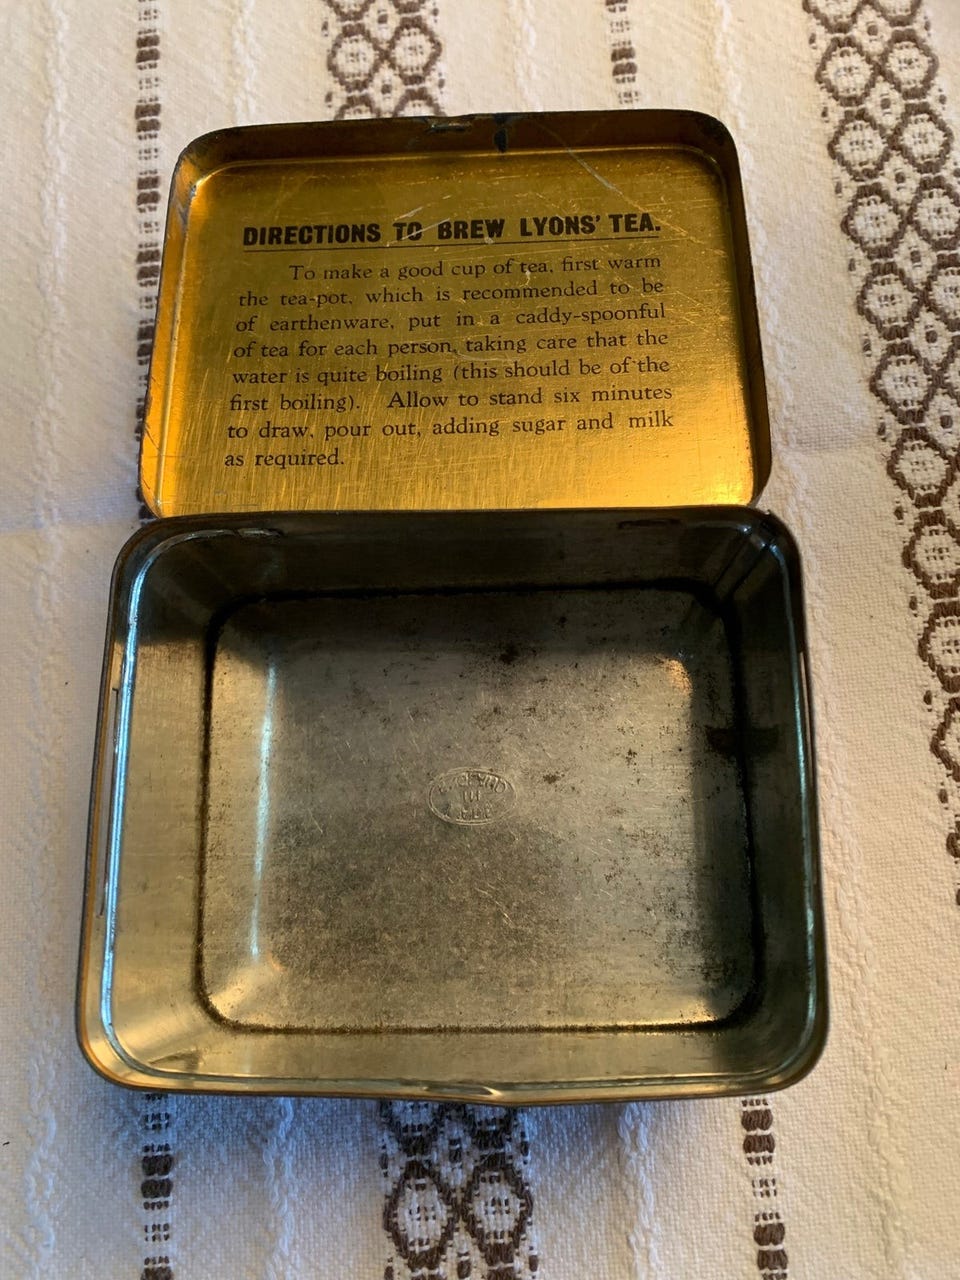 DIRECTIONS TO BREW LYONS' TEA.
To make a good cup of tea, first warm
the tea-pot, which is recommended to be
of earthenware, put in a caddy-spoonful
of tea for each person, taking care that the
water is quite boiling (this should be of the
first boiling). Allow to stand six minutes
to draw, pour out, adding sugar and milk
as required.